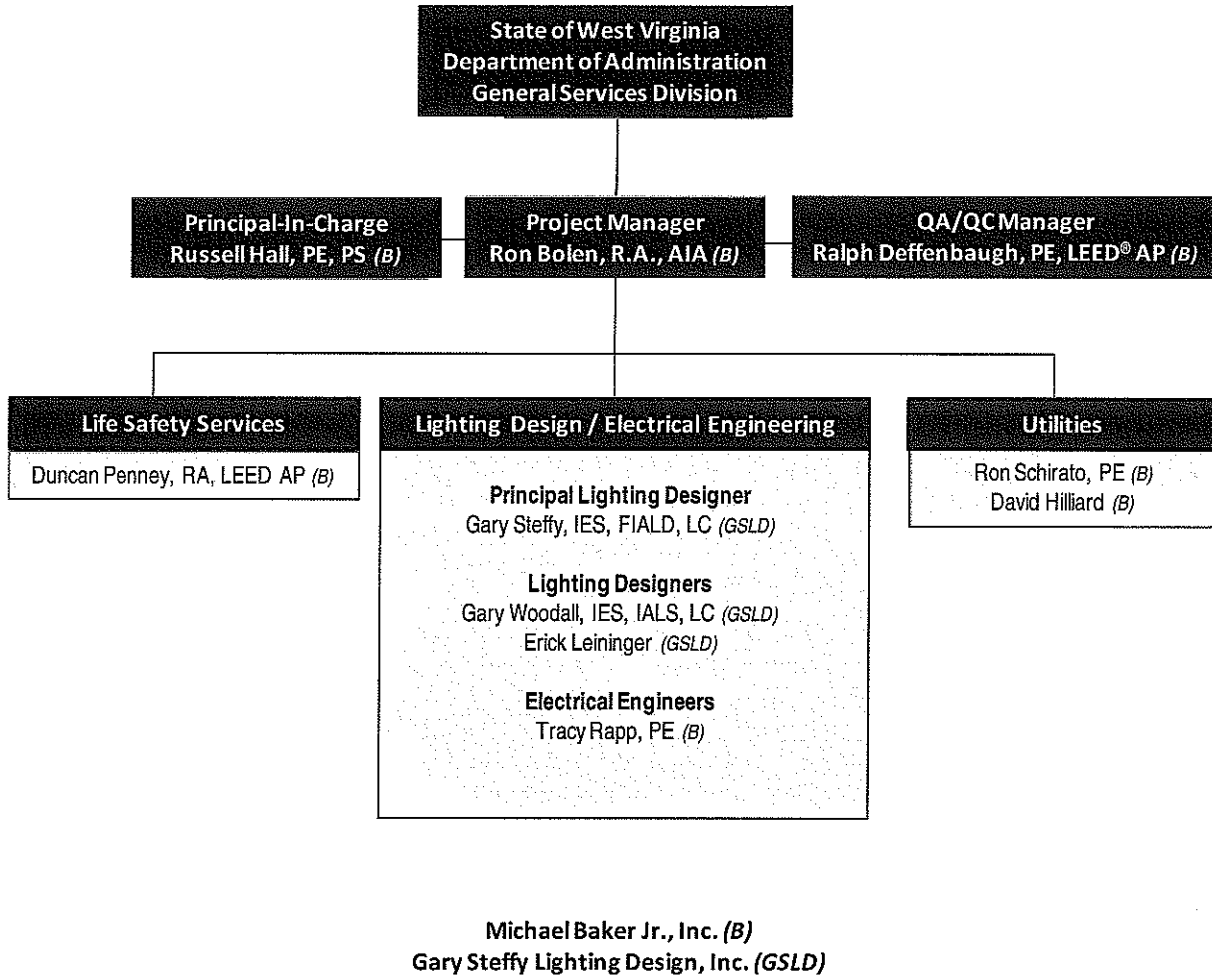 State of West Virginia
Department of Administration
General Services Division
Principal-In-Charge
Russell Hall, PE, PS (B)
Project Manager
Ron Bolen, R.A., AIA (B)
QA/QC Manager
Ralph Deffenbaugh, PE, LEED® AP (B)
Life Safety Services
Duncan Penney, RA, LEED AP (B)
Lighting Design / Electrical Engineering
Principal Lighting Designer
Gary Steffy, IES, FIALD, LC (GSLD)
Lighting Designers
Gary Woodall, IES, IALS, LC (GSLD)
Erick Leininger (GSLD)
Electrical Engineers
Tracy Rapp, PE (B)
Utilities
Ron Schirato, PE (B)
David Hilliard (B)
Michael Baker Jr., Inc. (B)
Gary Steffy Lighting Design, Inc. (GSLD)